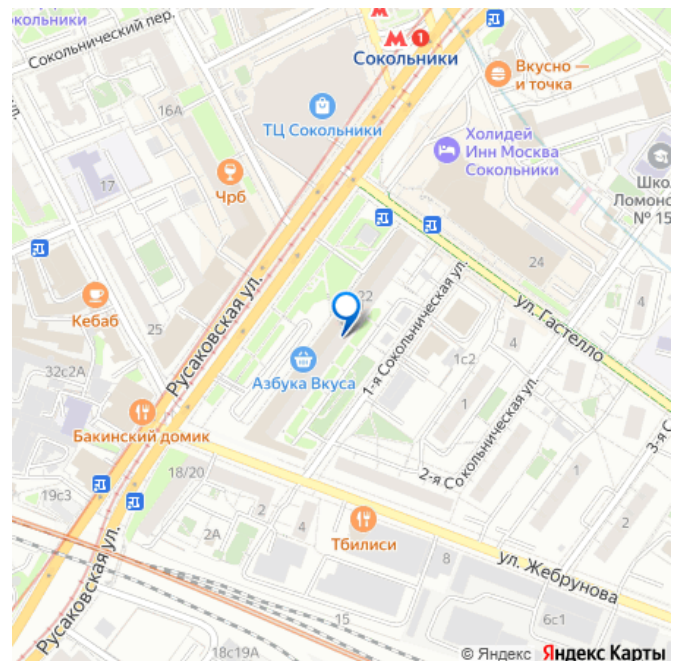 окольники
Сокольнический пер.
М 1
Сокольники
Вкусно —
и точка
16А
ТЦ Сокольники
Холидей
Инн Москва
Сокольники
17
Чрб
Шко
Ломоно
№ 15
22
24
Кебаб
25
Русаковская ул.
1-я Сокольническая ул.
ул. Гастелло
4
4
1с2
32с2А
Азбука Вкуса
1
Бакинский домик
2-я Сокольническая ул.
3-я С
18/20
19с3
2
2А
4
Тбилиси
2
8
ул. Жебрунова
Русаковская ул.
15
6с1
18с19А
© Яндекс Яндекс Карты